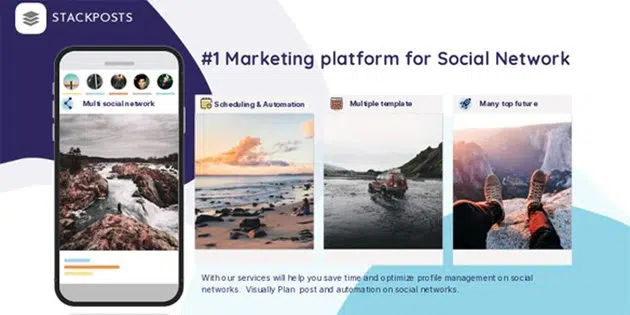 STACKPOSTS
#1 Marketing platform for Social Network
Multi social network
Scheduling & Automation
Multiple template
Many top future
With our services will help you save time and optimize profile management on social
networks. Visually Plan post and automation on social networks.